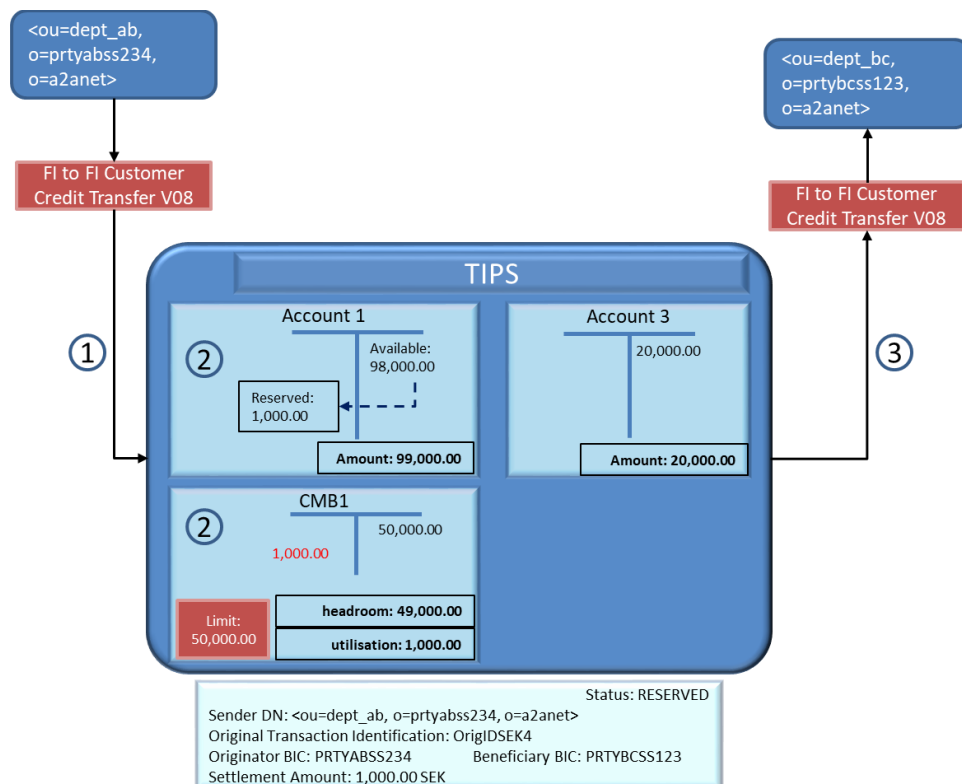 <ou=dept_ab,
o=prtyabss234,
o=a2anet>
<ou=dept_bc,
o=prtybcss123,
o=a2anet>
FI to FI Customer
Credit Transfer V08
FI to FI Customer
Credit Transfer V08
TIPS
1
2
Account 1
Available:
98,000.00
Reserved:
1,000.00
Amount: 99,000.00
Account 3
20,000.00
Amount: 20,000.00
3
2
CMB1
50,000.00
1,000.00
Limit:
50,000.00
headroom: 49,000.00
utilisation: 1,000.00
Status: RESERVED
Sender DN: <ou=dept_ab, o=prtyabss234, o=a2anet>
Original Transaction Identification: OrigIDSEK4
Originator BIC: PRTYABSS234 Beneficiary BIC: PRTYBCSS123
Settlement Amount: 1,000.00 SEK